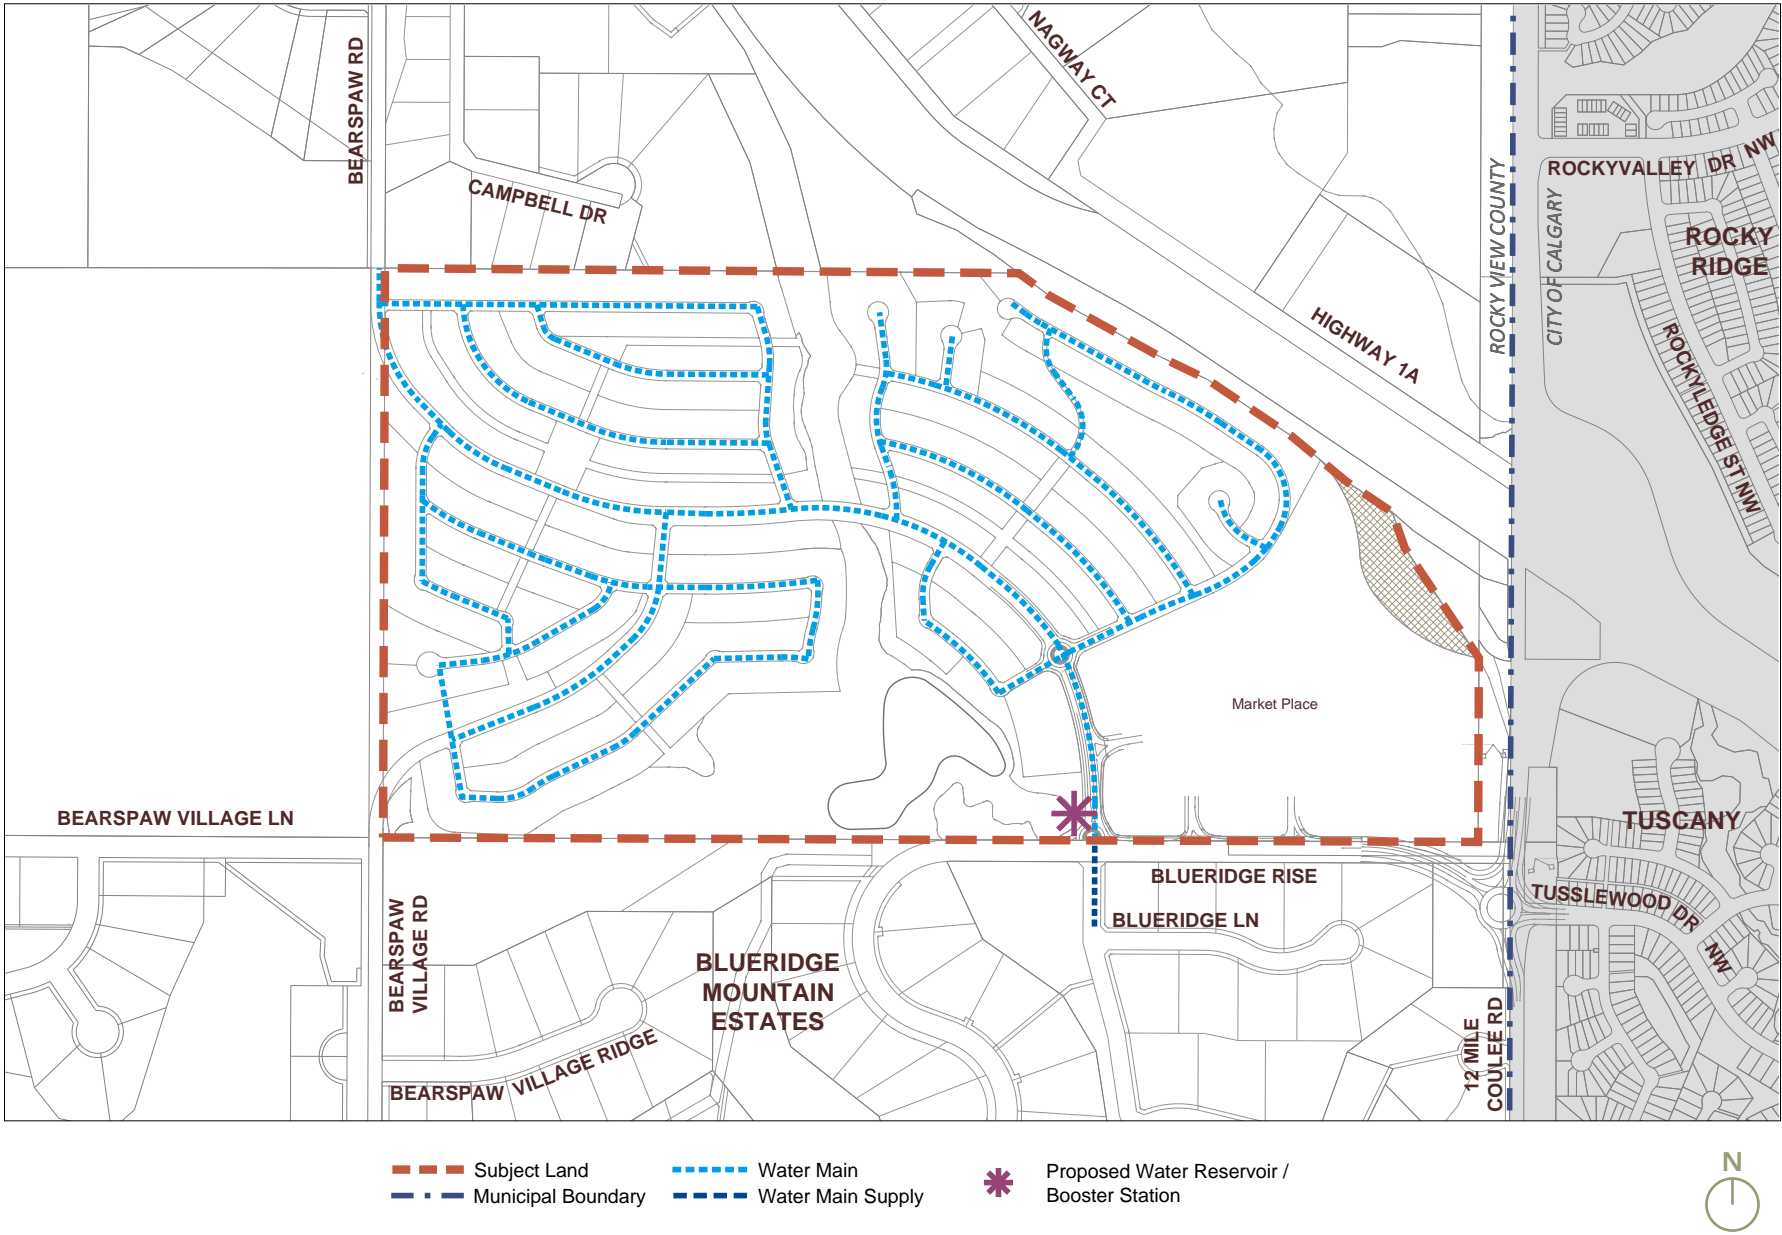 BEARSPAW RD
NAGWAY CT
CAMPBELL DR
ROCKYVALLEY DR NW
ROCKY VIEW COUNTY
CITY OF CALGARY
ROCKY
RIDGE
HIGHWAY 1A
ROCKYLEDGE ST NW
Market Place
BEARSPAW VILLAGE LN
TUSCANY
BLUERIDGE RISE
TUSSLEWOOD DR NW
BLUERIDGE LN
BEARSPAW
VILLAGE RD
BLUERIDGE
MOUNTAIN
ESTATES
12 MILE
COULEE RD
BEARSPAW VILLAGE RIDGE
Subject Land
Municipal Boundary
Water Main
Water Main Supply
Proposed Water Reservoir /
Booster Station
N